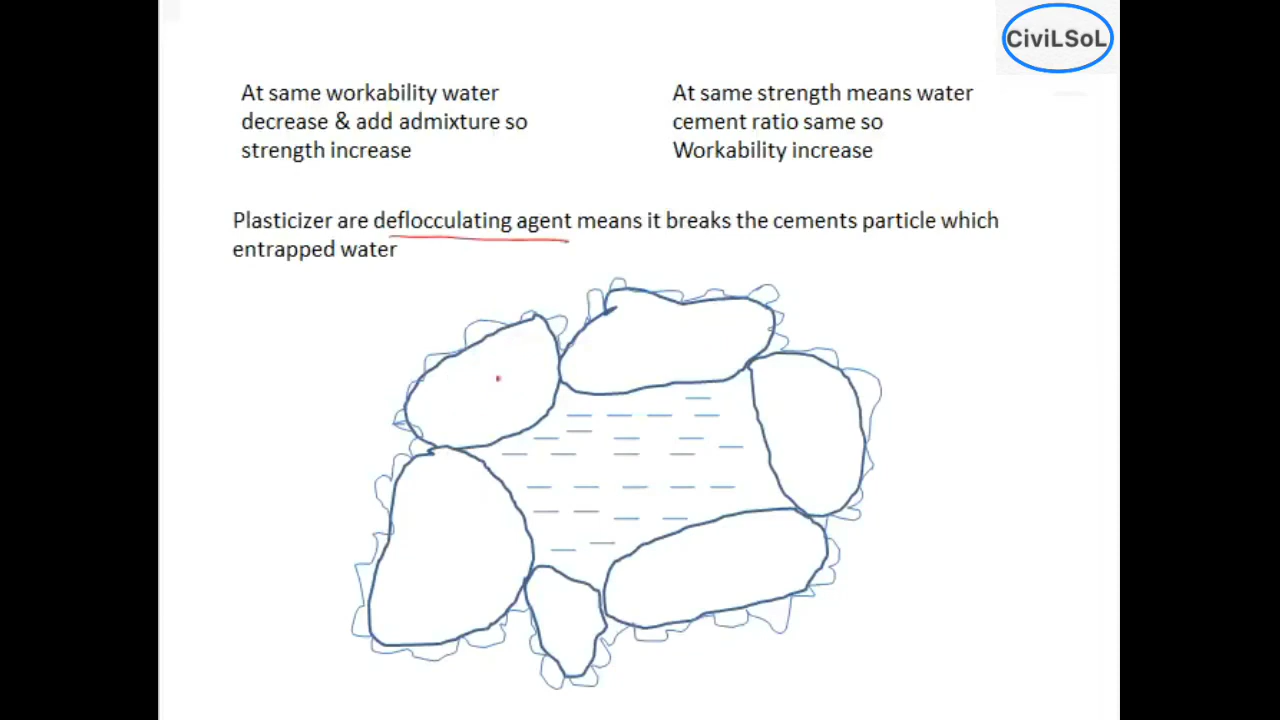 CiviLSoL
At same workability water
decrease & add admixture so
strength increase
At same strength means water
cement ratio same so
Workability increase
Plasticizer are deflocculating agent means it breaks the cements particle which
entrapped water